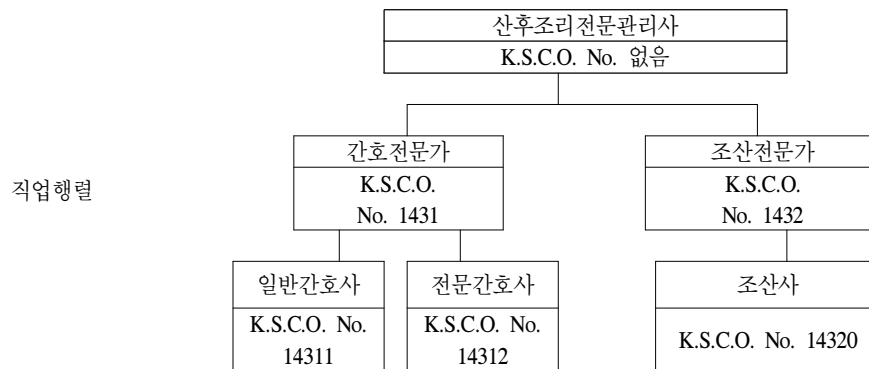 산후조리전문관리사
K.S.C.O. No. 없음
간호전문가
K.S.C.O.
No. 1431
조산전문가
K.S.C.O.
No. 1432
직업행렬
일반간호사
K.S.C.O. No.
14311
전문간호사
K.S.C.O. No.
14312
조산사
K.S.C.O. No. 14320